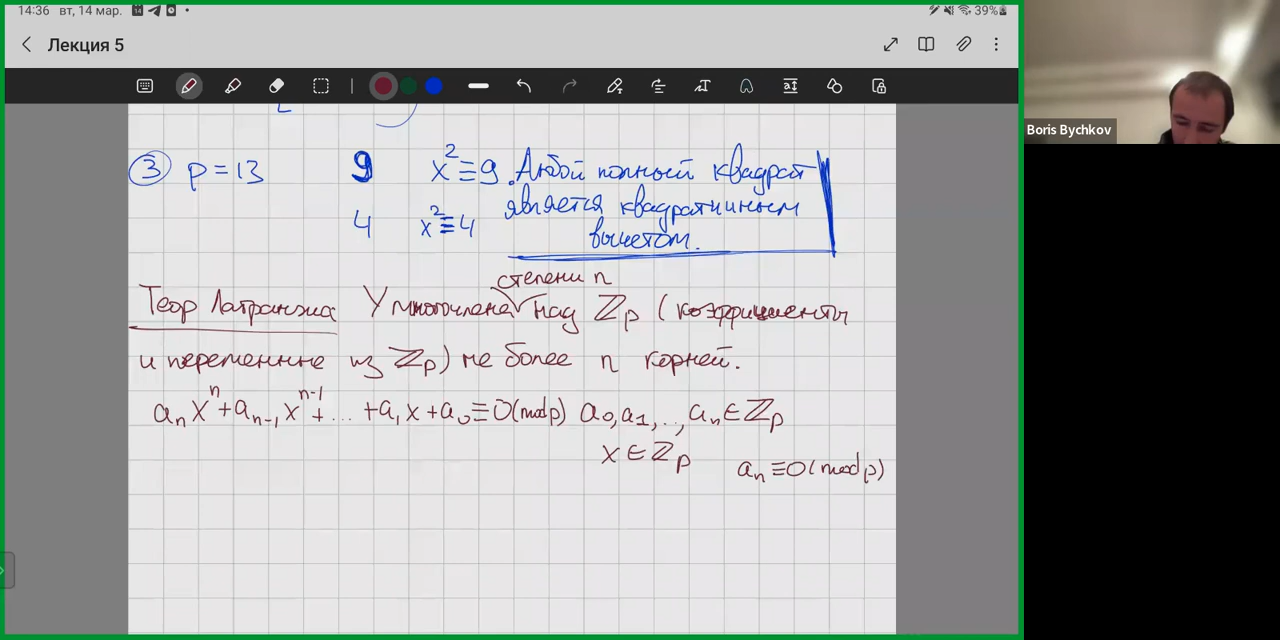 14:36 вт, 14 мар.
39%
Лекция 5
Boris Bychkov
③ p=13 9 x² ≡ 9. Любой полный квадрат
является квадратичным
4 x² ≡ 4
вычетом.
степени n
Теор Лагранжа У многочлена над ℤp (коэффициенты
и переменные из ℤp) не более n корней.
aₙxⁿ + aₙ₋₁xⁿ⁻¹ + ... + a₁x + a₀ ≡ 0 (mod p) a₀, a₁, .., aₙ ∈ ℤp
x ∈ ℤp aₙ ≡ 0 (mod p)